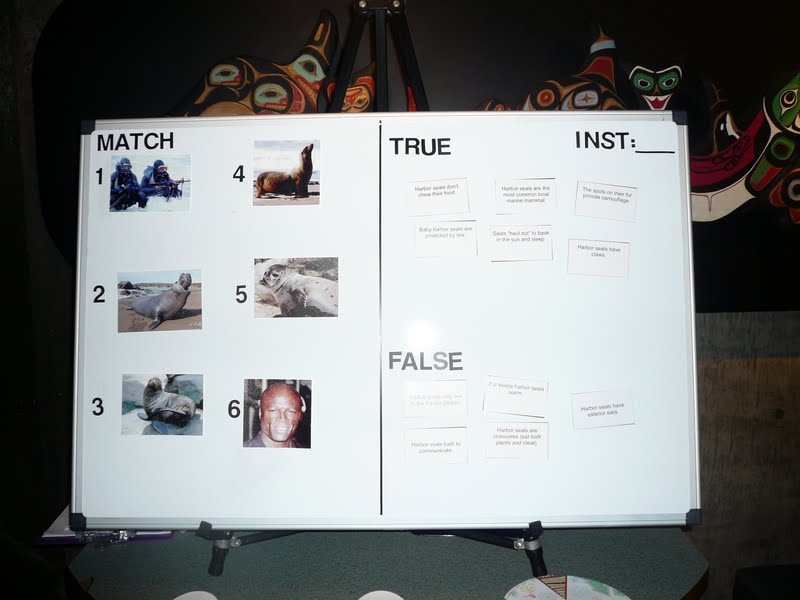 MATCH
1
4
2
5
3
6
TRUE
INST:
Harbor seals don't
chew their food.
Harbor seals are the
most common local
marine mammal.
The spots on their fur
provide camouflage.
Baby harbor seals are
protected by law.
Seals "haul out" to bask
in the sun and sleep.
Harbor seals have
claws.
FALSE
Harbor seals only live
in the Pacific Ocean.
Fur keeps harbor seals
warm.
Harbor seals have
exterior ears.
Harbor seals bark to
communicate.
Harbor seals are
omnivores (eat both
plants and meat)